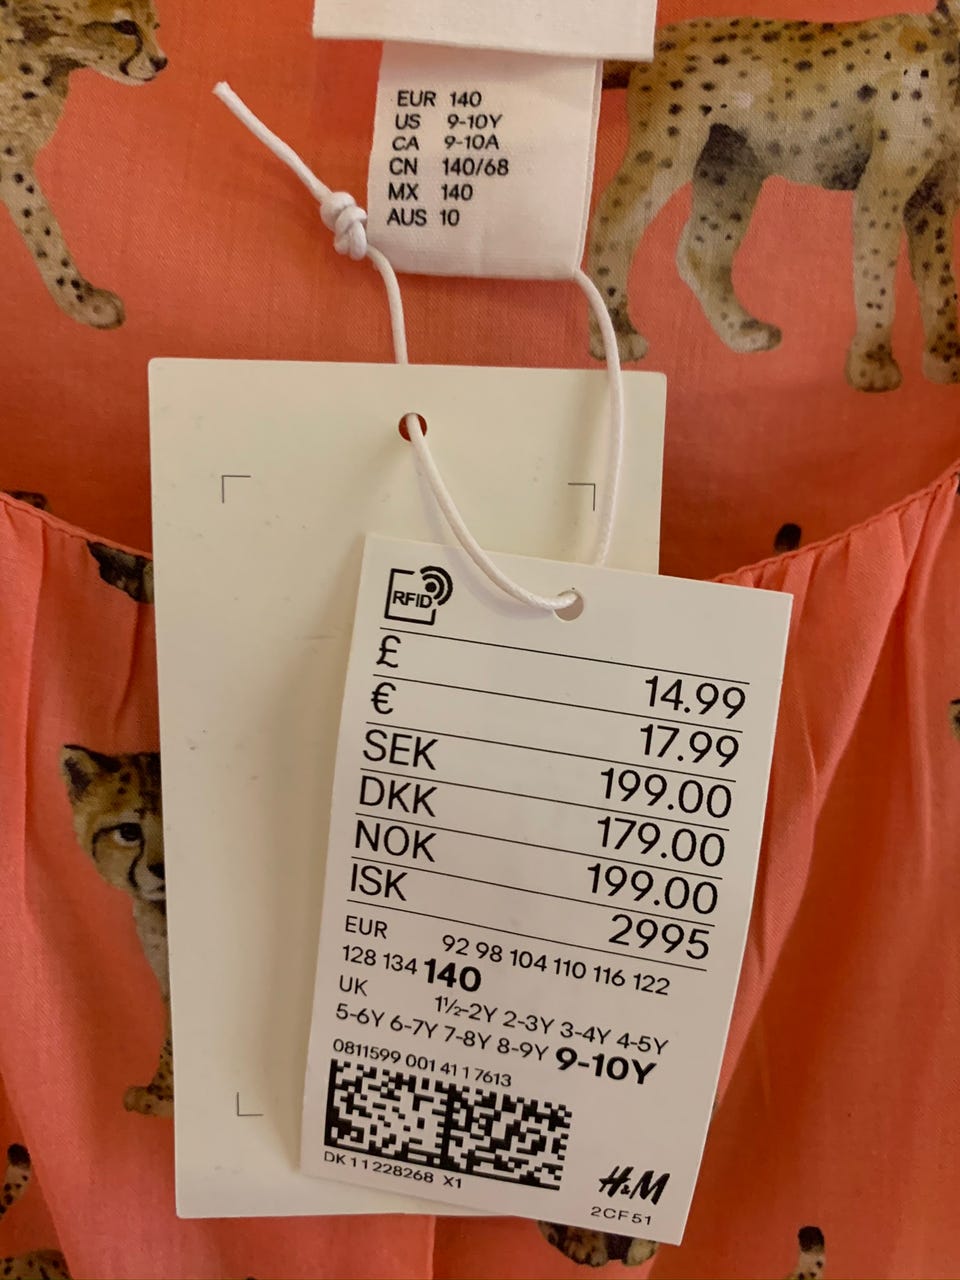 EUR 140
US 9-10Y
CA 9-10A
CN 140/68
MX 140
AUS 10
RFID
£ 14.99
€ 17.99
SEK 199.00
DKK 179.00
NOK 199.00
ISK 2995
EUR 92 98 104 110 116 122
128 134 140
UK 1½-2Y 2-3Y 3-4Y 4-5Y
5-6Y 6-7Y 7-8Y 8-9Y 9-10Y
0811599 001 41 1 7613
DK 1 1 228268 X1
H&M
2CF51